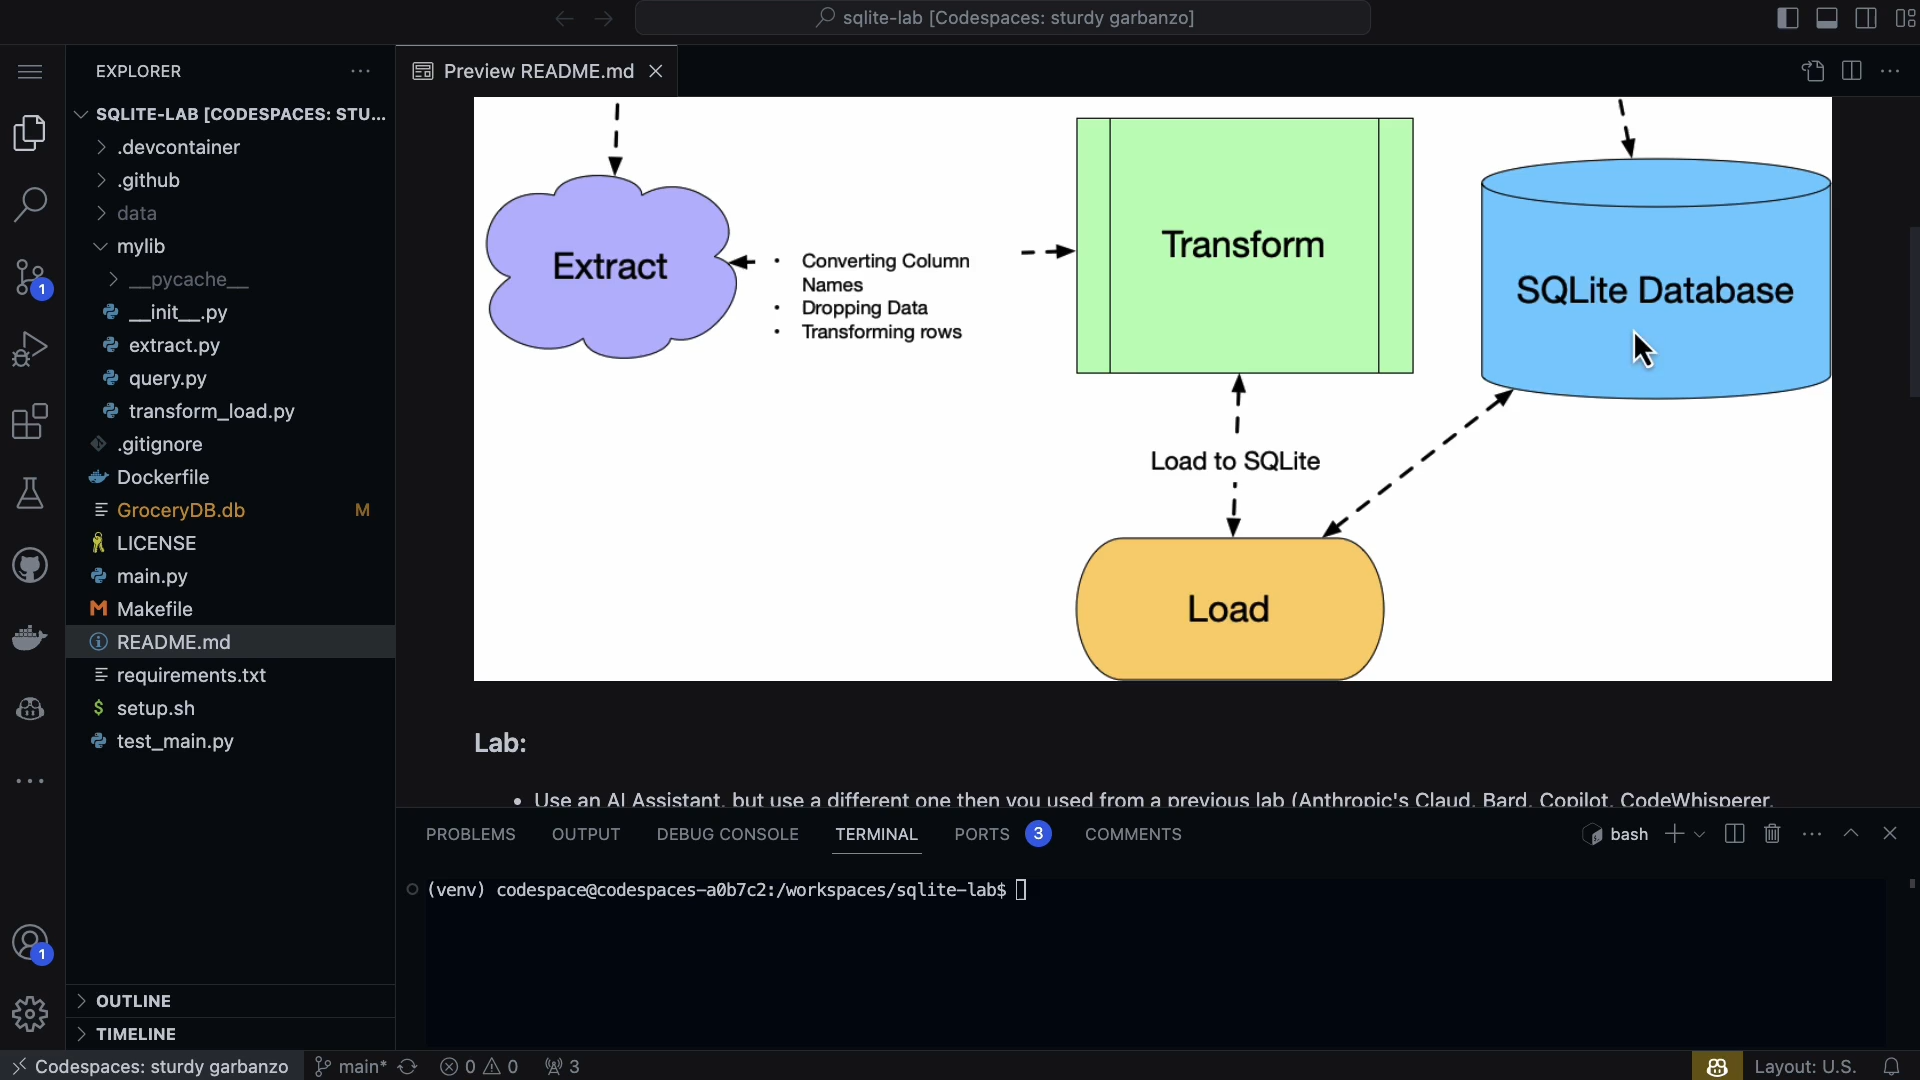 sqlite-lab [Codespaces: sturdy garbanzo]
EXPLORER
Preview README.md
SQLITE-LAB [CODESPACES: STU...
.devcontainer
.github
data
mylib
__pycache__
__init__.py
extract.py
query.py
transform_load.py
.gitignore
Dockerfile
GroceryDB.db M
LICENSE
main.py
Makefile
README.md
requirements.txt
setup.sh
test_main.py
OUTLINE
TIMELINE
1
1
Extract
• Converting Column
Names
• Dropping Data
• Transforming rows
Transform
SQLite Database
Load to SQLite
Load
Lab:
• Use an AI Assistant, but use a different one then you used from a previous lab (Anthropic's Claud, Bard, Copilot, CodeWhisperer,
PROBLEMS OUTPUT DEBUG CONSOLE TERMINAL PORTS 3 COMMENTS
bash
(venv) codespace@codespaces-a0b7c2:/workspaces/sqlite-lab$
Codespaces: sturdy garbanzo main* 0 0 3 Layout: U.S.